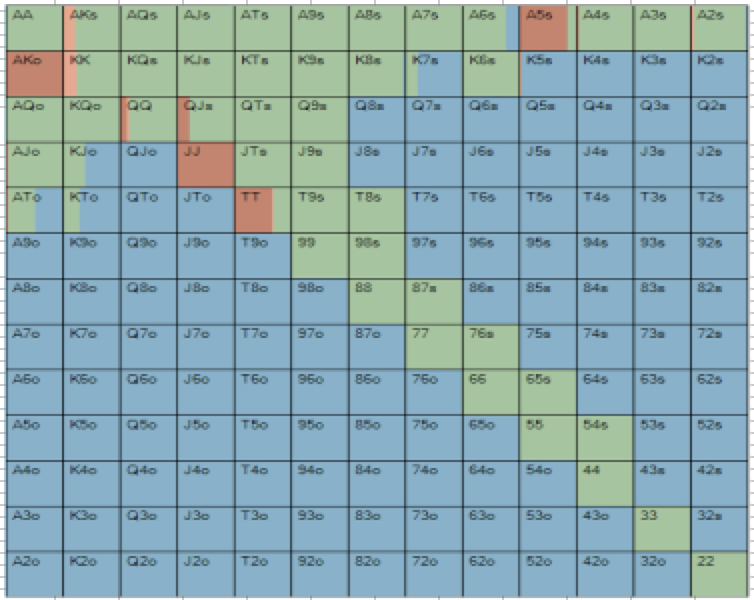 AA AKs AQs AJs ATs A9s A8s A7s A6s A5s A4s A3s A2s
AKo KK KQs KJs KTs K9s K8s K7s K6s K5s K4s K3s K2s
AQo KQo QQ QJs QTs Q9s Q8s Q7s Q6s Q5s Q4s Q3s Q2s
AJo KJo QJo JJ JTs J9s J8s J7s J6s J5s J4s J3s J2s
ATo KTo QTo JTo TT T9s T8s T7s T6s T5s T4s T3s T2s
A9o K9o Q9o J9o T9o 99 98s 97s 96s 95s 94s 93s 92s
A8o K8o Q8o J8o T8o 98o 88 87s 86s 85s 84s 83s 82s
A7o K7o Q7o J7o T7o 97o 87o 77 76s 75s 74s 73s 72s
A6o K6o Q6o J6o T6o 96o 86o 76o 66 65s 64s 63s 62s
A5o K5o Q5o J5o T5o 95o 85o 75o 65o 55 54s 53s 52s
A4o K4o Q4o J4o T4o 94o 84o 74o 64o 54o 44 43s 42s
A3o K3o Q3o J3o T3o 93o 83o 73o 63o 53o 43o 33 32s
A2o K2o Q2o J2o T2o 92o 82o 72o 62o 52o 42o 32o 22